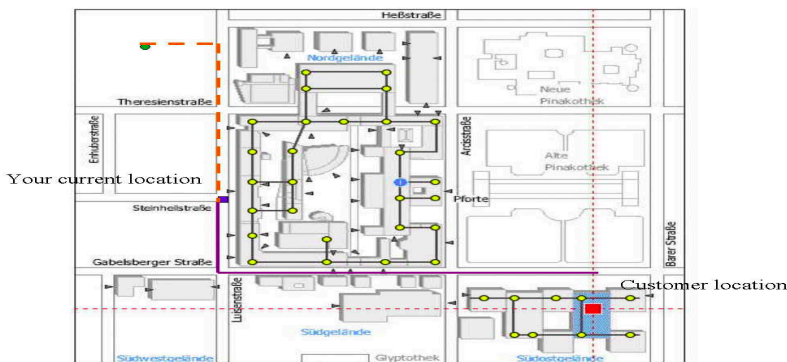 Heßstraße
Nordgelände
Neue
Pinakothek
Theresienstraße
Enhuberstraße
Arcisstraße
Alte
Pinakothek
Your current location
Pforte
Steinheilstraße
Barer Straße
Gabelsberger Straße
Luisenstraße
Customer location
Südgelände
Südwestgelände
Glyptothek
Südostgelände